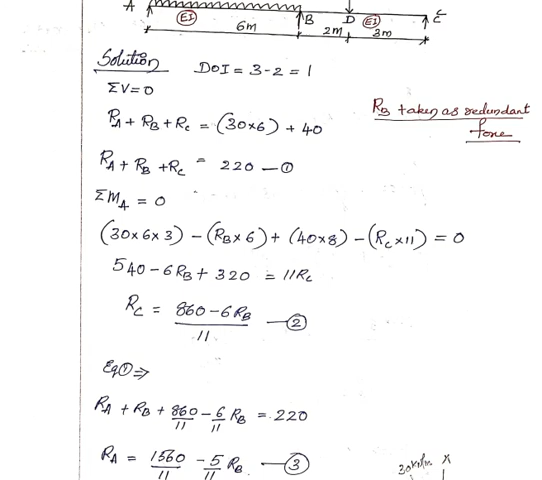 A B D C
EI EI
6m 2m 3m
Solution DOI = 3-2 = 1
ΣV=0
RB taken as redundant
force
RA + RB + Rc = (30×6) + 40
RA + RB + Rc = 220 —①
ΣMA = 0
(30×6×3) - (RB×6) + (40×8) - (Rc×11) = 0
540 - 6RB + 320 = 11Rc
Rc = 860-6RB / 11 —②
Eq① ⇒
RA + RB + 860/11 - 6/11 RB = 220
RA = 1560/11 - 5/11 RB —③
30kN/m X